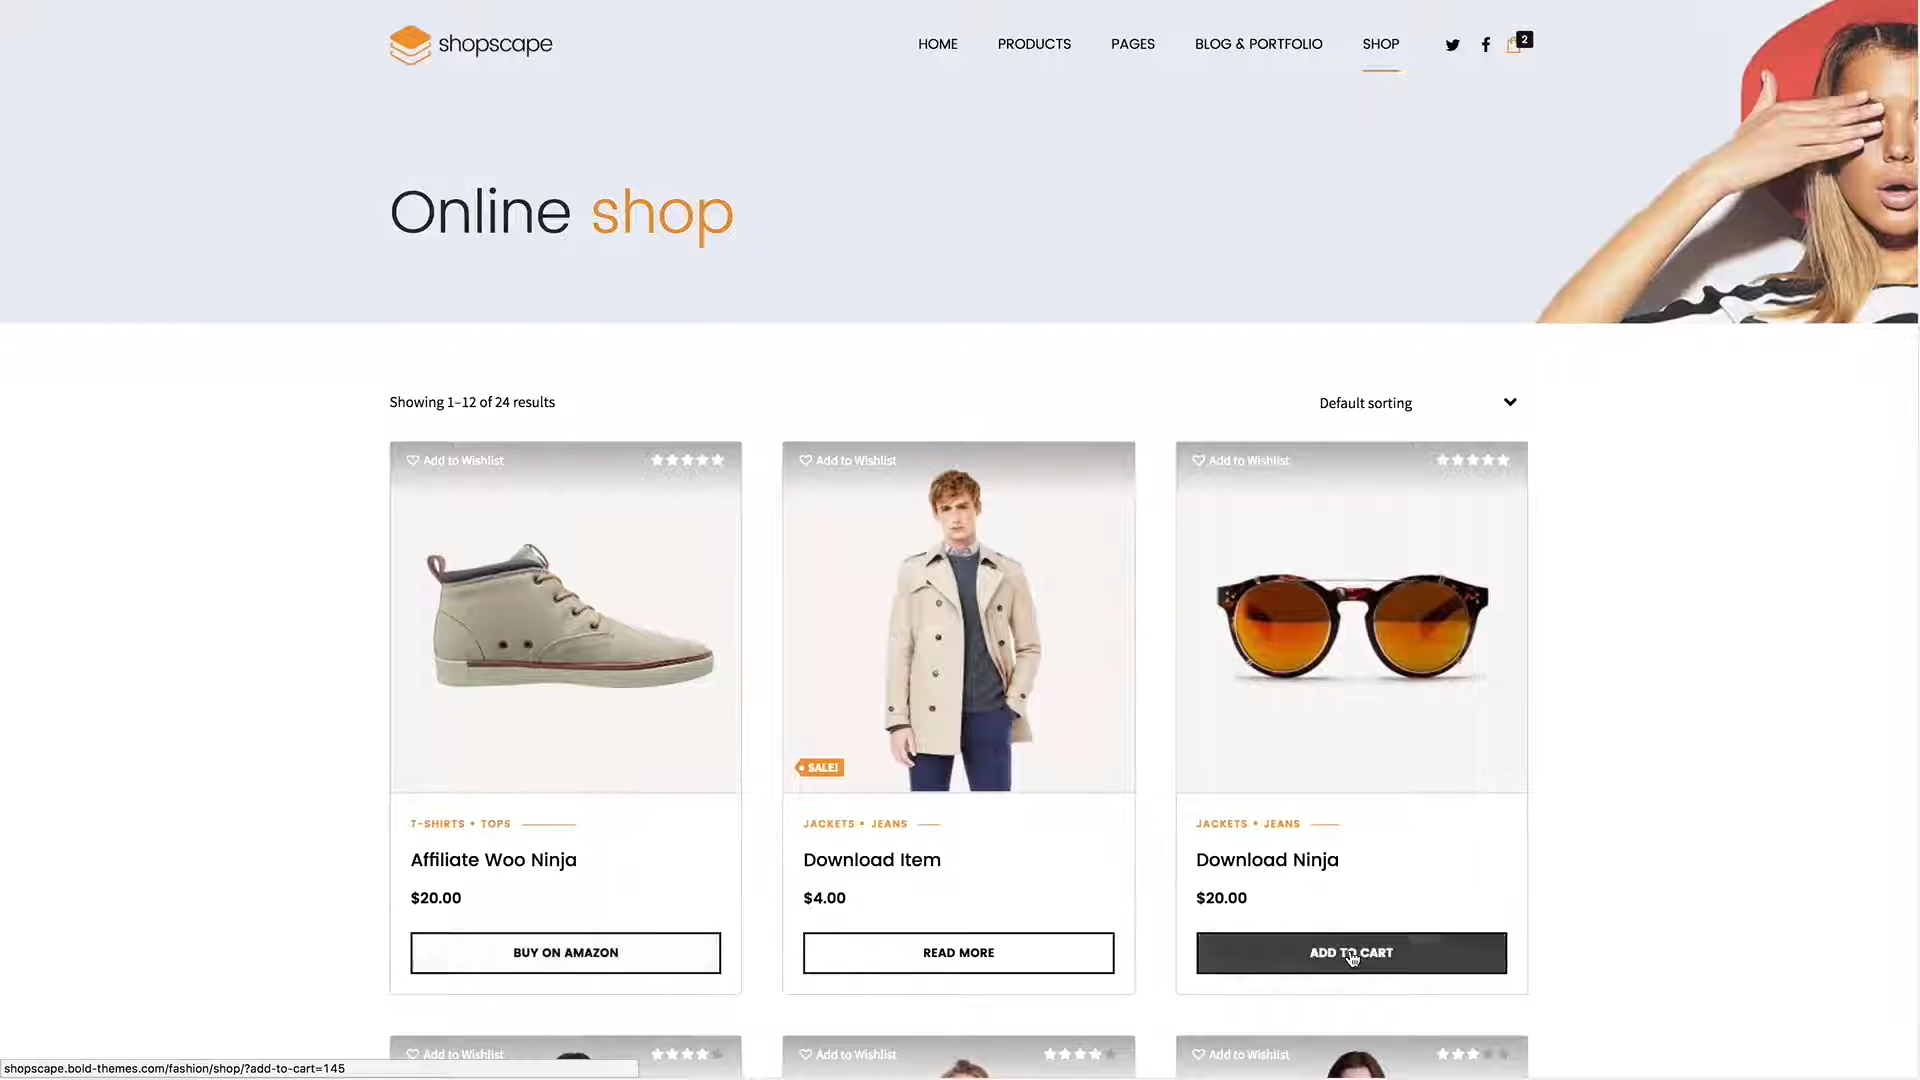 shopscape
HOME PRODUCTS PAGES BLOG & PORTFOLIO SHOP 2
Online shop
Showing 1–12 of 24 results
Default sorting
Add to Wishlist
Add to Wishlist
Add to Wishlist
SALE!
T-SHIRTS • TOPS
JACKETS • JEANS
JACKETS • JEANS
Affiliate Woo Ninja
Download Item
Download Ninja
$20.00
$4.00
$20.00
BUY ON AMAZON
READ MORE
ADD TO CART
Add to Wishlist
Add to Wishlist
Add to Wishlist
shopscape.bold-themes.com/fashion/shop/?add-to-cart=145